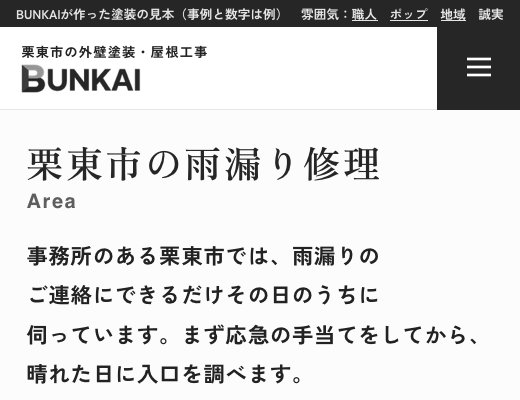 BUNKAIが作った塗装の見本（事例と数字は例） 雰囲気：職人 ポップ 地域 誠実
栗東市の外壁塗装・屋根工事
BUNKAI
栗東市の雨漏り修理
Area
事務所のある栗東市では、雨漏りの
ご連絡にできるだけその日のうちに
伺っています。まず応急の手当てをしてから、
晴れた日に入口を調べます。